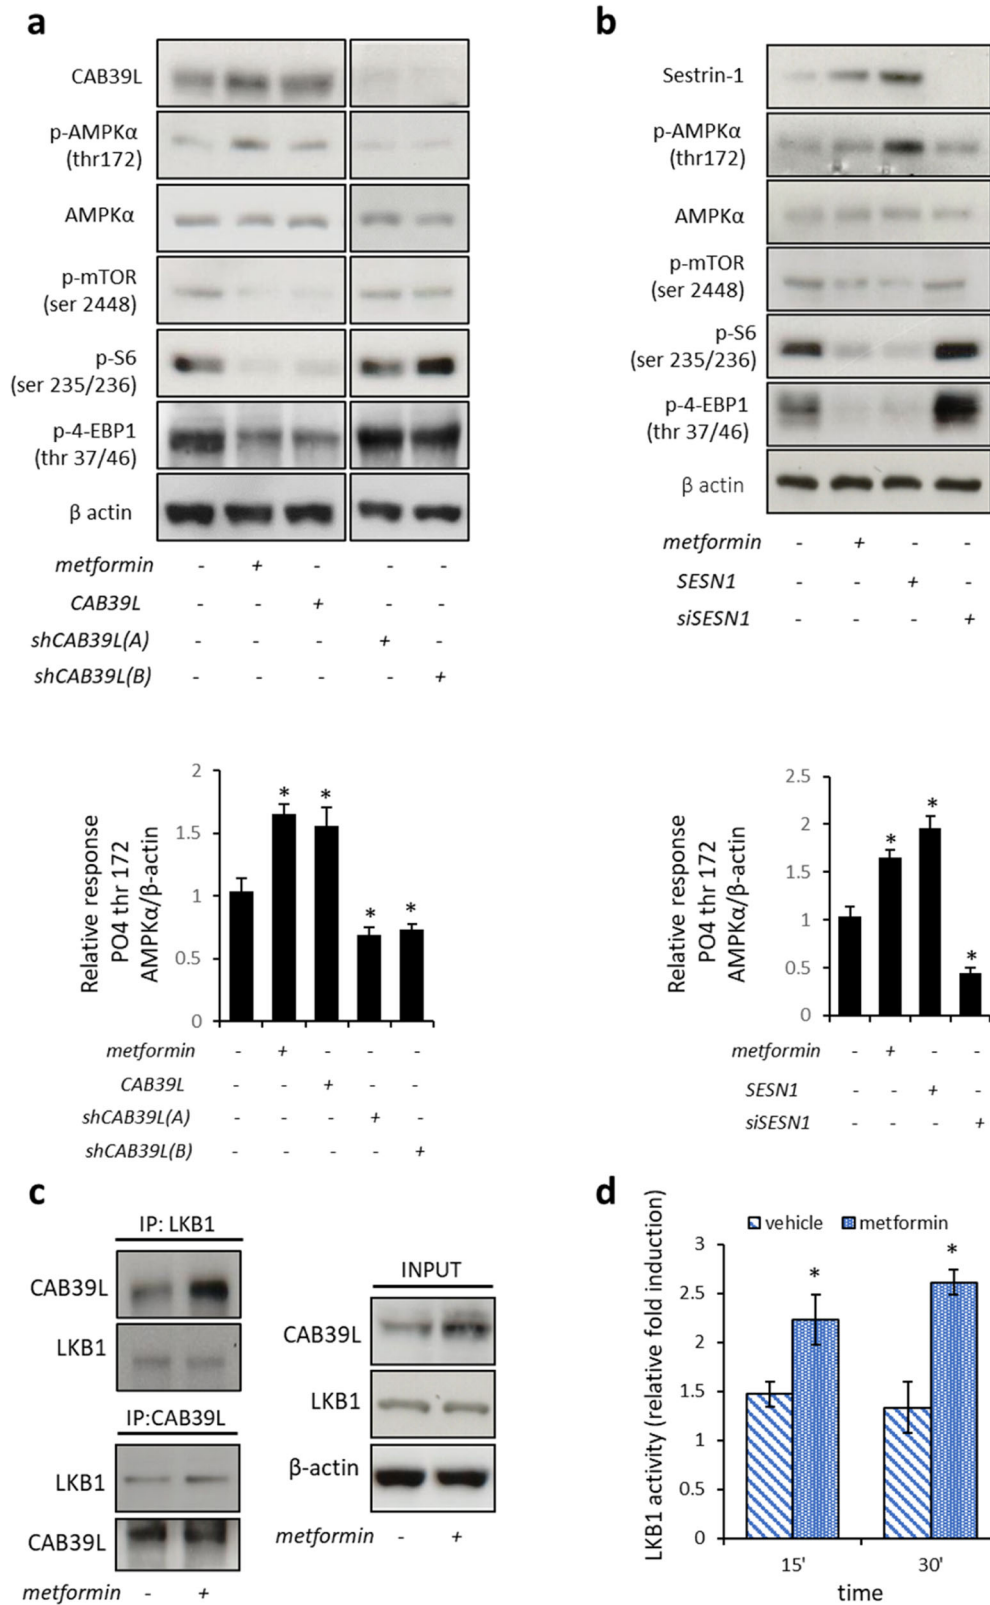 a
CAB39L
p-AMPKα
(thr172)
AMPKα
p-mTOR
(ser 2448)
p-S6
(ser 235/236)
p-4-EBP1
(thr 37/46)
β actin
metformin - + - - -
CAB39L - - + - -
shCAB39L(A) - - - + -
shCAB39L(B) - - - - +
Relative response
PO4 thr 172
AMPKα/β-actin
2
1.5
1
0.5
0
* * * *
metformin - + - - -
CAB39L - - + - -
shCAB39L(A) - - - + -
shCAB39L(B) - - - - +
b
Sestrin-1
p-AMPKα
(thr172)
AMPKα
p-mTOR
(ser 2448)
p-S6
(ser 235/236)
p-4-EBP1
(thr 37/46)
β actin
metformin - + - -
SESN1 - - + -
siSESN1 - - - +
Relative response
PO4 thr 172
AMPKα/β-actin
2.5
2
1.5
1
0.5
0
* * *
metformin - + - -
SESN1 - - + -
siSESN1 - - - +
c
IP: LKB1
CAB39L
LKB1
IP:CAB39L
LKB1
CAB39L
metformin - +
INPUT
CAB39L
LKB1
β-actin
metformin - +
d
LKB1 activity (relative fold induction)
vehicle metformin
3
2.5
2
1.5
1
0.5
0
* *
15' 30'
time